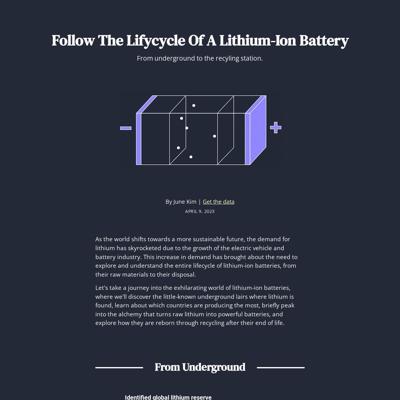 Follow The Lifycycle Of A Lithium-Ion Battery
From underground to the recyling station.
By June Kim | Get the data
APRIL 9, 2023
As the world shifts towards a more sustainable future, the demand for
lithium has skyrocketed due to the growth of the electric vehicle and
battery industry. This increase in demand has brought about the need to
explore and understand the entire lifecycle of lithium-ion batteries, from
their raw materials to their disposal.
Let's take a journey into the exhilarating world of lithium-ion batteries,
where we'll discover the little-known underground lairs where lithium is
found, learn about which countries are producing the most, briefly peak
into the alchemy that turns raw lithium into powerful batteries, and
explore how they are reborn through recycling after their end of life.
From Underground
Identified global lithium reserve